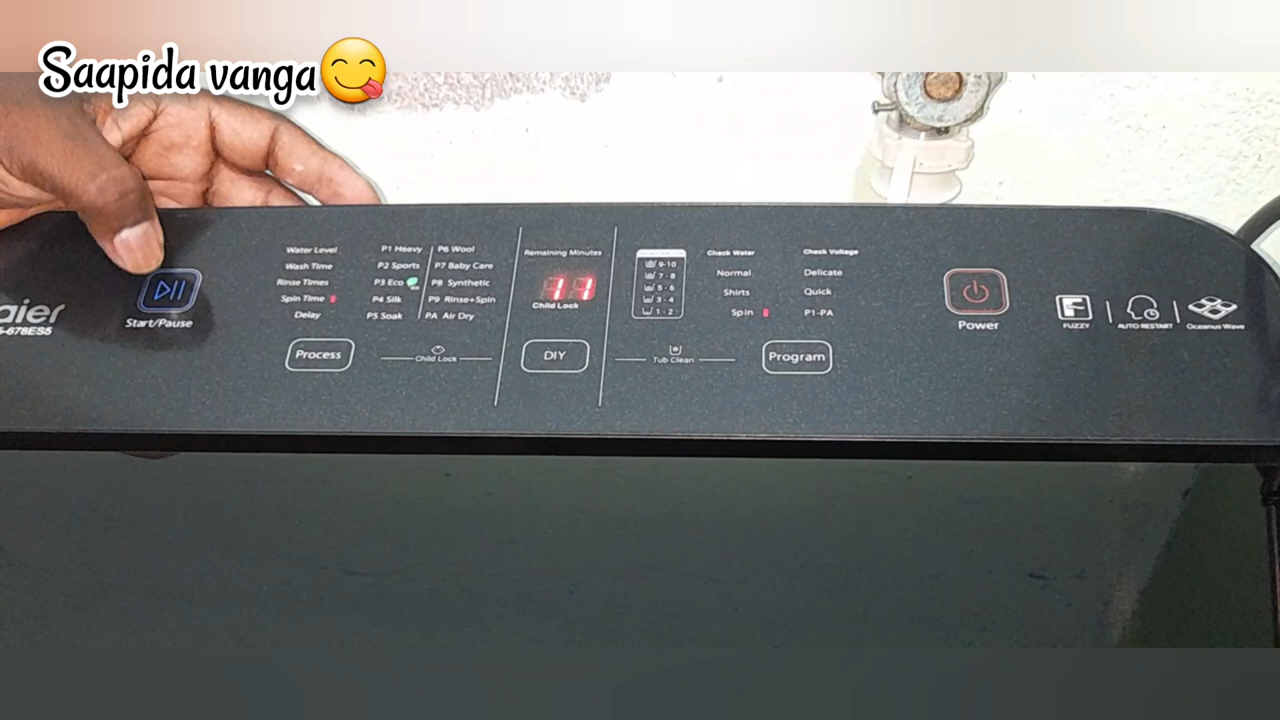 Saapida vanga😋
aier
-678ES5
Start/Pause
Water Level
Wash Time
Rinse Times
Spin Time
Delay
Process
P1 Heavy
P2 Sports
P3 Eco
P4 Silk
P5 Soak
P6 Wool
P7 Baby Care
P8 Synthetic
P9 Rinse+Spin
PA Air Dry
Child Lock
Remaining Minutes
11
Child Lock
DIY
9-10
7-8
5-6
3-4
1-2
Tub Clean
Check Water
Normal
Shirts
Spin
Check Voltage
Delicate
Quick
P1-PA
Program
Power
FUZZY
AUTO RESTART
Oceanus Wave